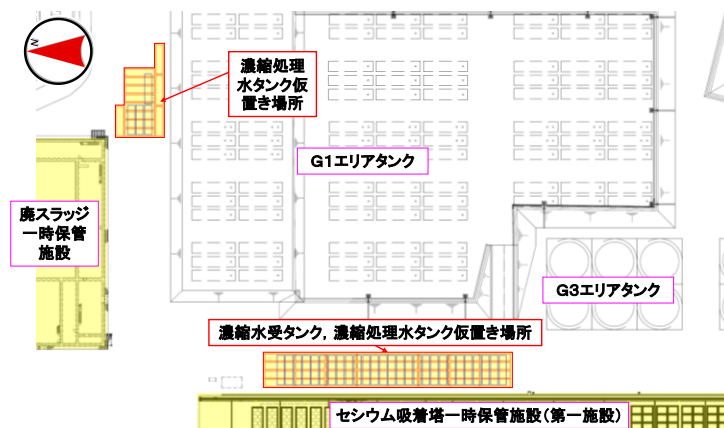 N
濃縮処理
水タンク仮
置き場所
G1エリアタンク
廃スラッジ
一時保管
施設
G3エリアタンク
濃縮水受タンク，濃縮処理水タンク仮置き場所
セシウム吸着塔一時保管施設（第一施設）